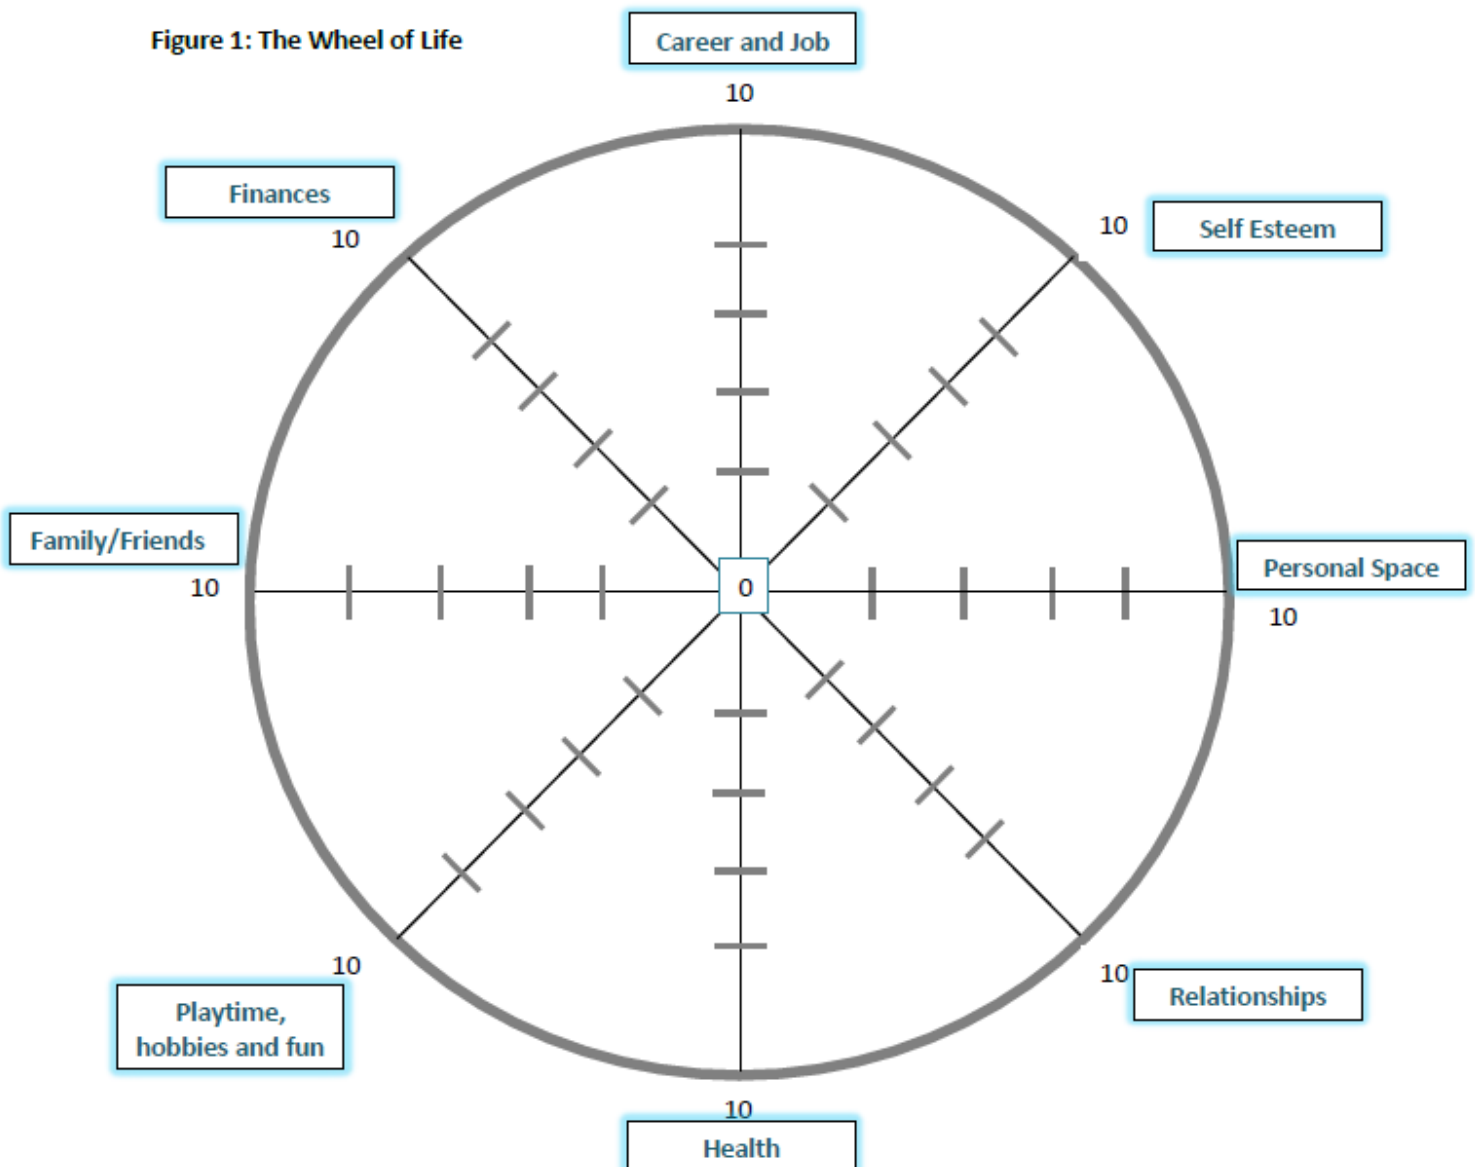 Figure 1: The Wheel of Life
Career and Job
10
Finances
10
10
Self Esteem
Family/Friends
10
0
Personal Space
10
10
Playtime,
hobbies and fun
10
Relationships
10
Health